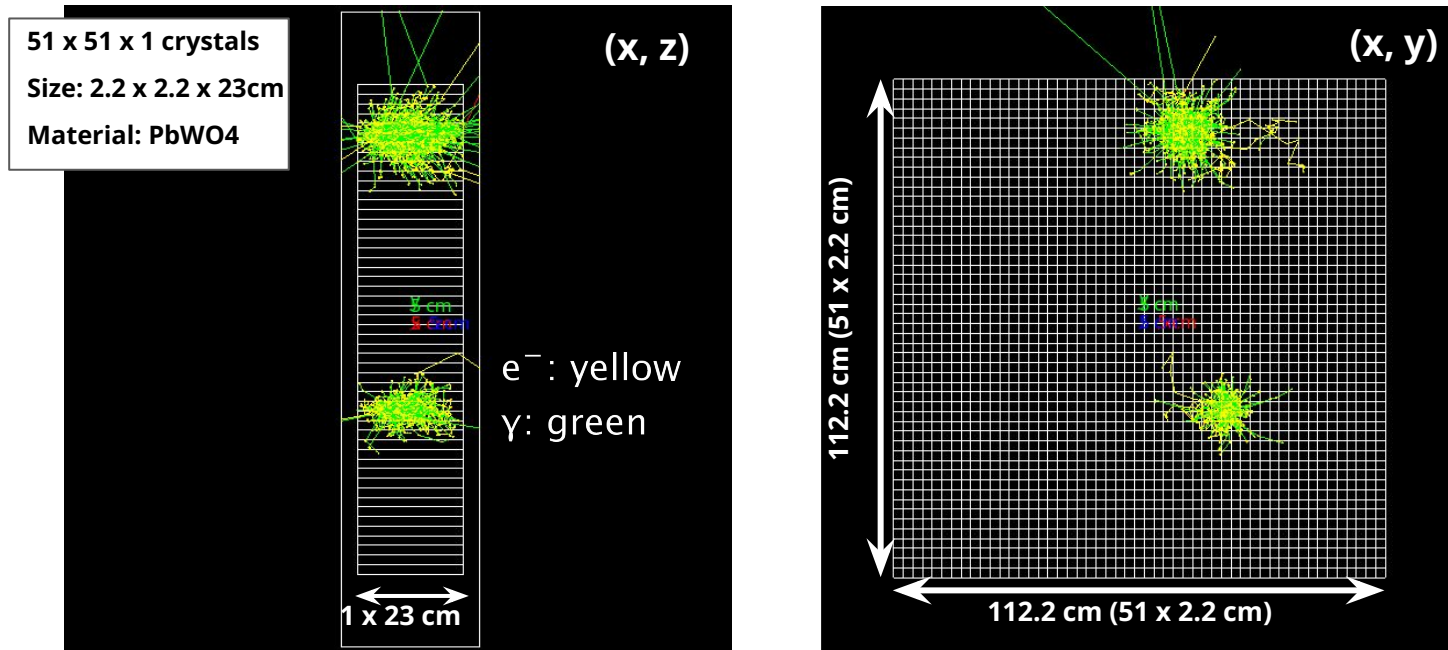 51 x 51 x 1 crystals
Size: 2.2 x 2.2 x 23cm
Material: PbWO4
(x, z)
e⁻: yellow
γ: green
1 x 23 cm
(x, y)
112.2 cm (51 x 2.2 cm)
112.2 cm (51 x 2.2 cm)